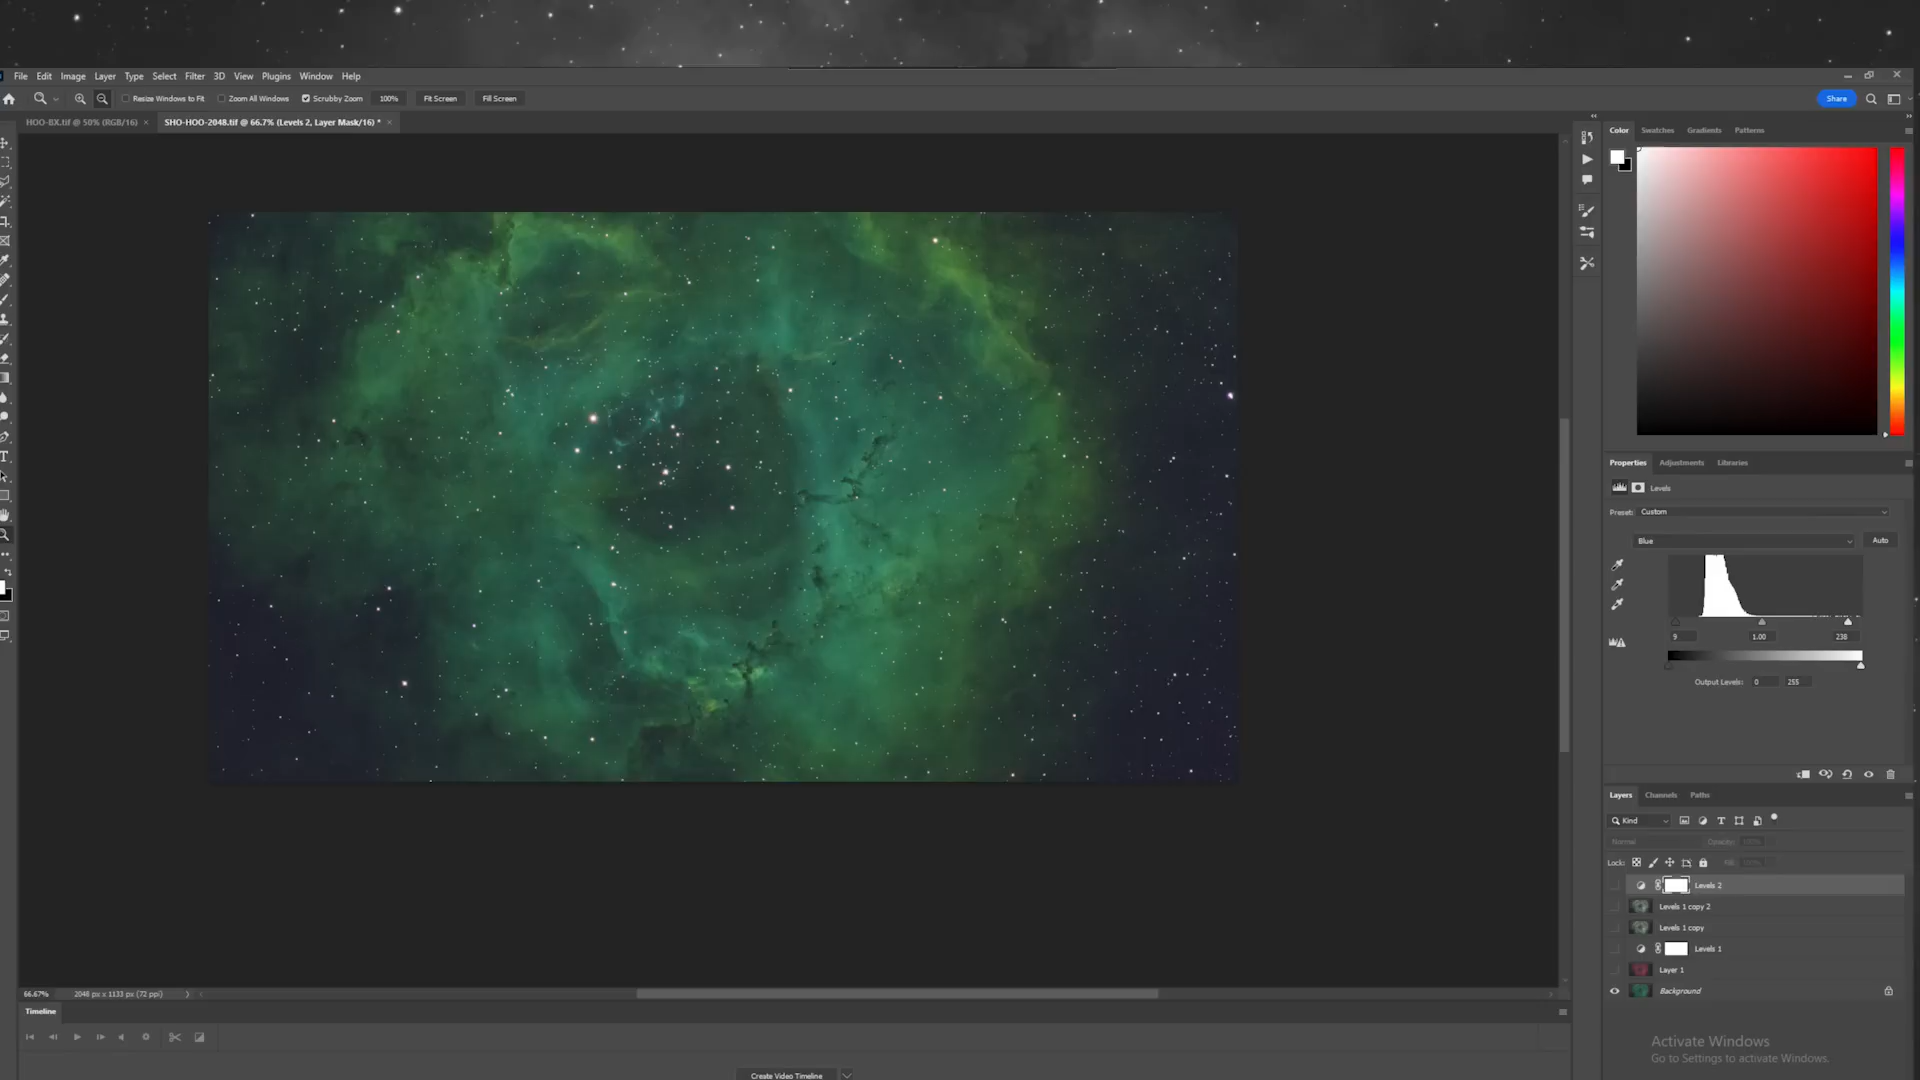 File Edit Image Layer Type Select Filter 3D View Plugins Window Help
Resize Windows to Fit Zoom All Windows Scrubby Zoom 100% Fit Screen Fill Screen Share
HOO-BX.tif @ 50% (RGB/16) × SHO-HOO-2048.tif @ 66.7% (Levels 2, Layer Mask/16) * ×
Color Swatches Gradients Patterns
Properties Adjustments Libraries
Levels
Preset: Custom
Blue Auto
9 1.00 238
Output Levels: 0 255
Layers Channels Paths
Kind
Normal Opacity: 100%
Lock: Fill: 100%
Levels 2
Levels 1 copy 2
Levels 1 copy
Levels 1
Layer 1
Background
66.67% 2048 px x 1133 px (72 ppi)
Timeline
Create Video Timeline
Activate Windows
Go to Settings to activate Windows.